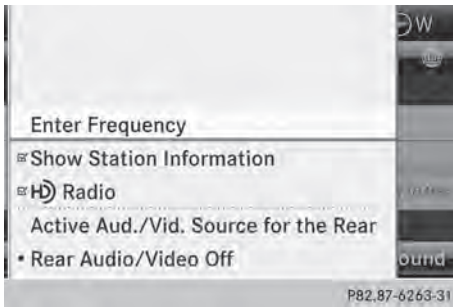 W
Enter Frequency
☑ Show Station Information
☑ HD Radio
Active Aud./Vid. Source for the Rear
• Rear Audio/Video Off
ound
P82.87-6263-31